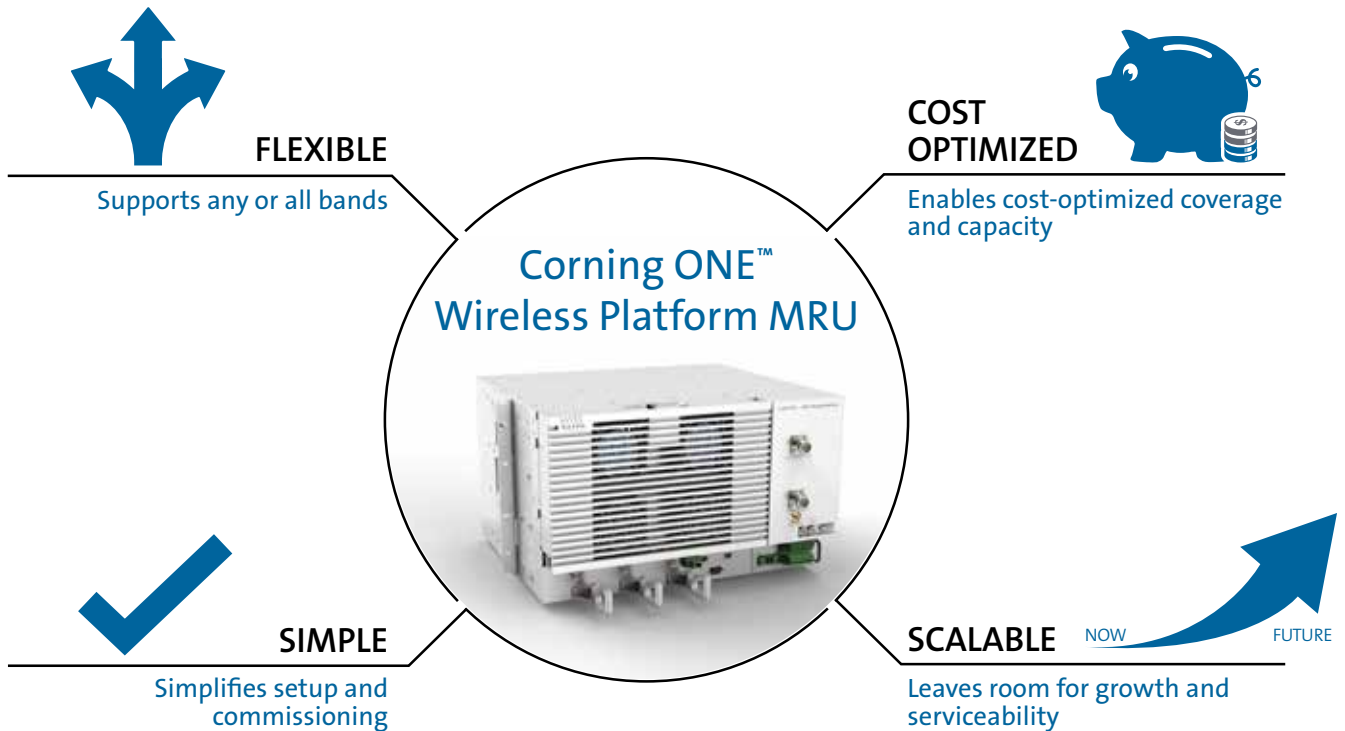 FLEXIBLE
Supports any or all bands
COST
OPTIMIZED
$
Enables cost-optimized coverage
and capacity
Corning ONE™
Wireless Platform MRU
SIMPLE
Simplifies setup and
commissioning
SCALABLE
NOW
FUTURE
Leaves room for growth and
serviceability